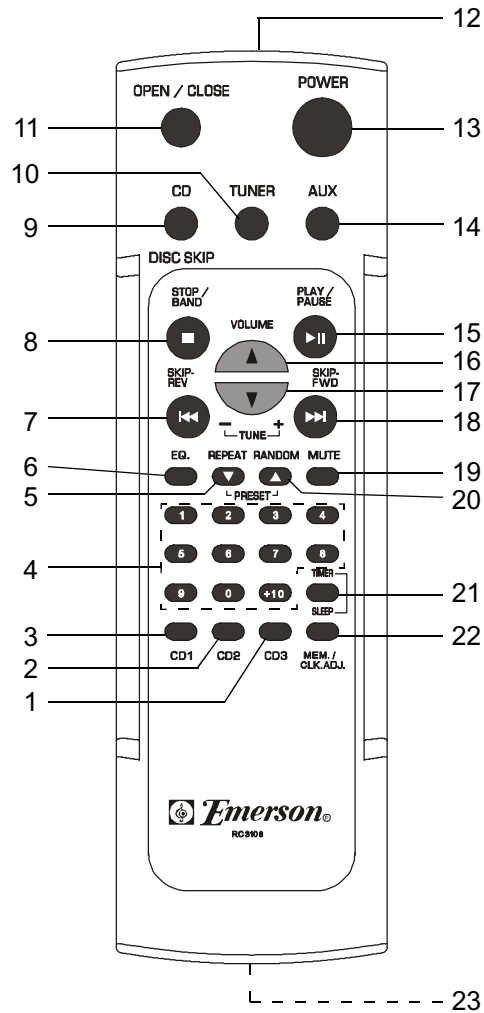 12
OPEN / CLOSE
POWER
11
13
10
CD
TUNER
AUX
9
14
DISC SKIP
STOP /
BAND
PLAY /
PAUSE
VOLUME
8
15
16
SKIP-
REV
SKIP-
FWD
17
7
18
– TUNE +
6
EQ.
REPEAT
RANDOM
MUTE
19
5
PRESET
20
1 2 3 4
4
5 6 7 8
TIMER
9 0 +10
21
SLEEP
3
22
2
CD1
CD2
CD3
MEM. /
CLK.ADJ.
1
Emerson®
RC3108
23